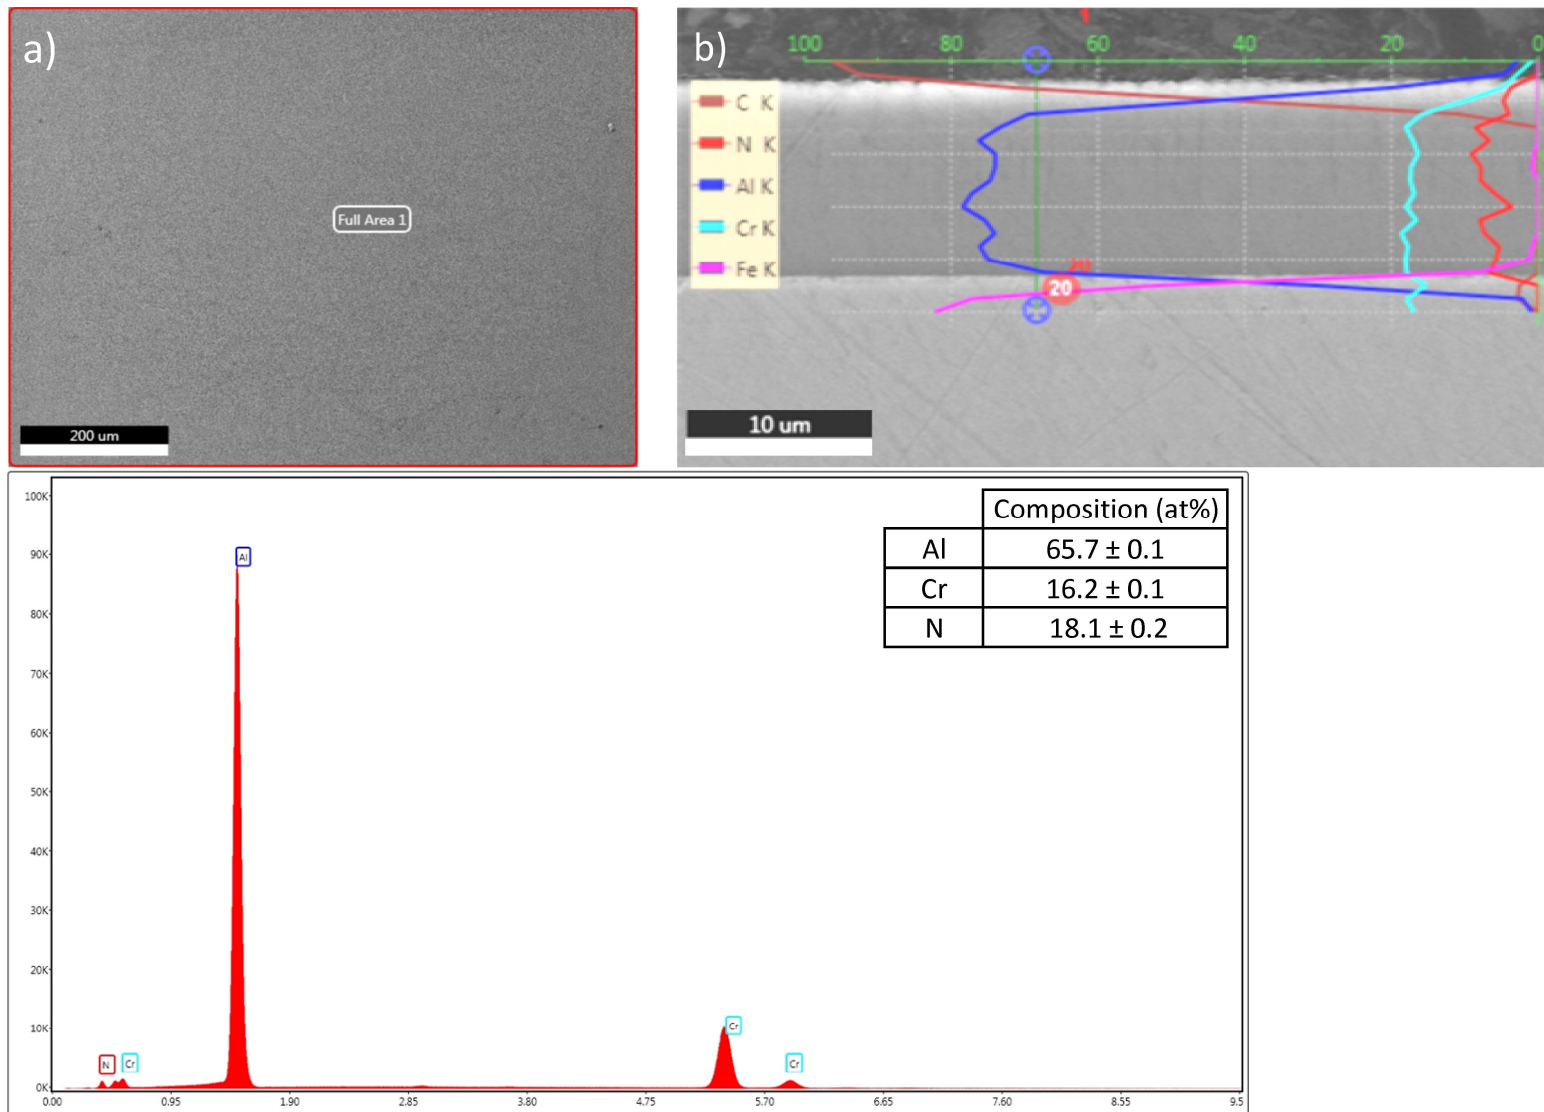 a)
Full Area 1
200 um
b)
100 80 60 40 20 0
C K
N K
Al K
Cr K
Fe K
20
10 um
100K
90K
80K
70K
60K
50K
40K
30K
20K
10K
0K
Al
N
Cr
Cr
Cr
Composition (at%)
Al 65.7 ± 0.1
Cr 16.2 ± 0.1
N 18.1 ± 0.2
0.00 0.95 1.90 2.85 3.80 4.75 5.70 6.65 7.60 8.55 9.5